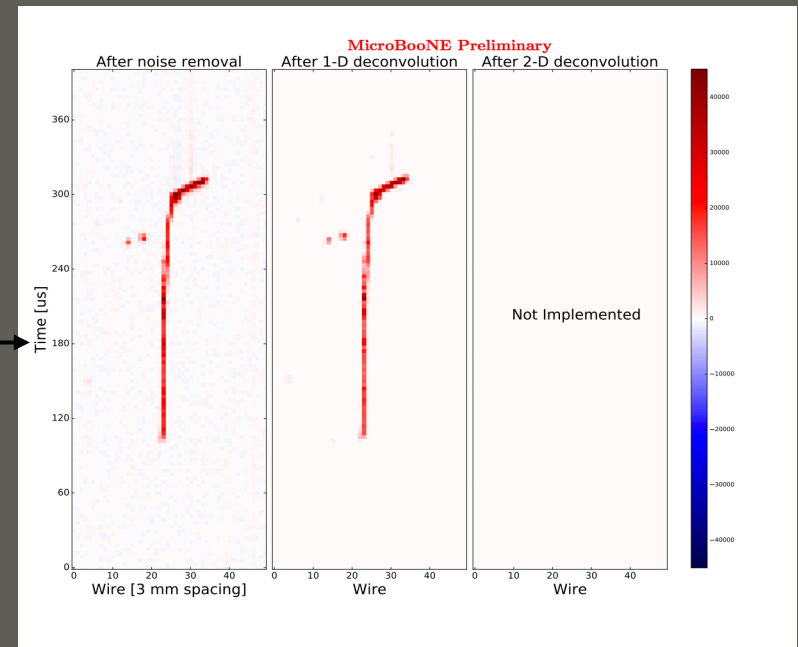 MicroBooNE Preliminary
After noise removal
After 1-D deconvolution
After 2-D deconvolution
Time [us]
360
300
240
180
120
60
0
0 10 20 30 40
Wire [3 mm spacing]
0 10 20 30 40
Wire
Not Implemented
0 10 20 30 40
Wire
40000
30000
20000
10000
0
−10000
−20000
−30000
−40000